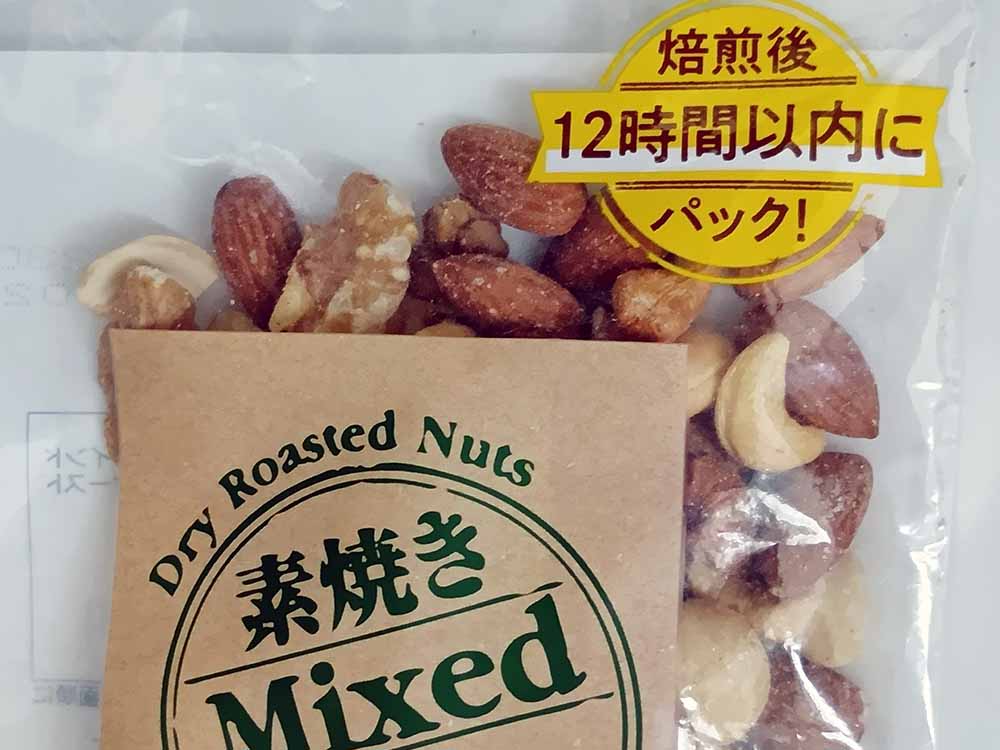 焙煎後
12時間以内に
パック!
Dry Roasted Nuts
素焼き
Mixed